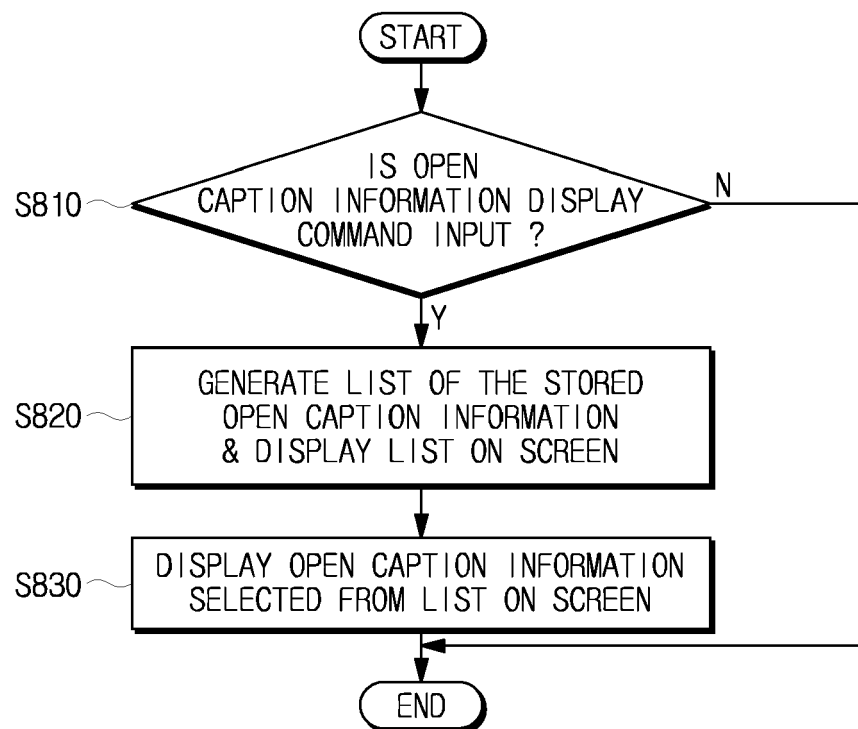 START
IS OPEN
CAPTION INFORMATION DISPLAY
COMMAND INPUT ?
S810
N
Y
GENERATE LIST OF THE STORED
OPEN CAPTION INFORMATION
& DISPLAY LIST ON SCREEN
S820
DISPLAY OPEN CAPTION INFORMATION
SELECTED FROM LIST ON SCREEN
S830
END